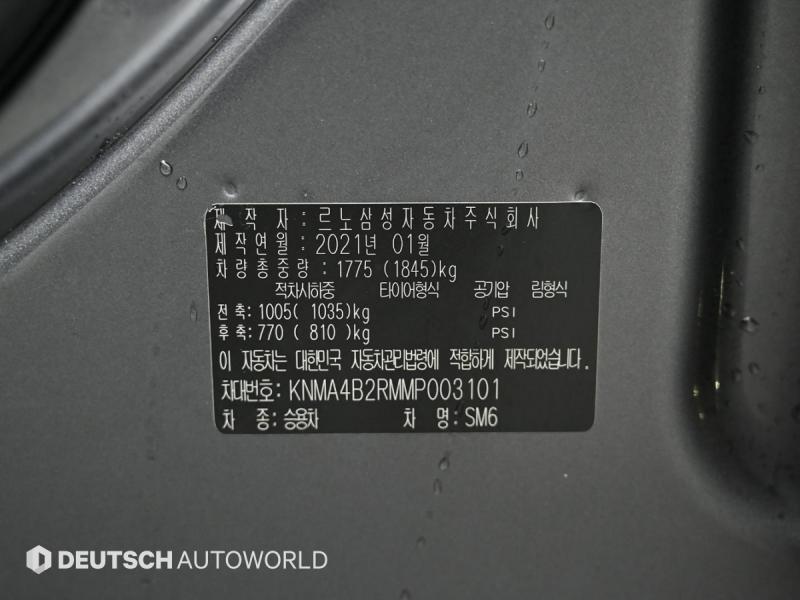 제 작 자 : 르노삼성자동차주식회사
제작연월 : 2021년 01월
차량총중량 : 1775 (1845)kg
적차시하중 타이어형식 공기압 림형식
전 축: 1005( 1035)kg PSI
후 축: 770 ( 810 )kg PSI
이 자동차는 대한민국 자동차관리법령에 적합하게 제작되었습니다.
차대번호: KNMA4B2RMMP003101
차 종: 승용차 차 명: SM6
DEUTSCH AUTOWORLD